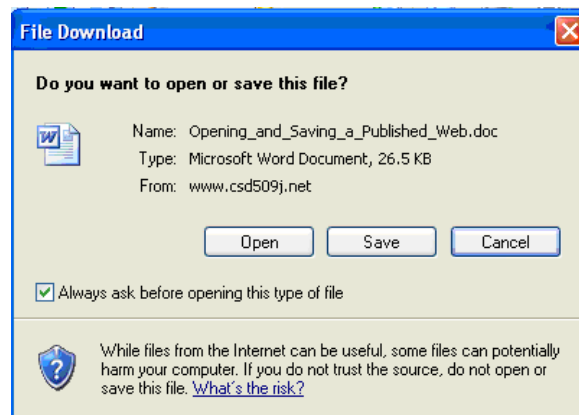 File Download
Do you want to open or save this file?
Name: Opening_and_Saving_a_Published_Web.doc
Type: Microsoft Word Document, 26.5 KB
From: www.csd509j.net
Open Save Cancel
Always ask before opening this type of file
While files from the Internet can be useful, some files can potentially
harm your computer. If you do not trust the source, do not open or
save this file. What's the risk?